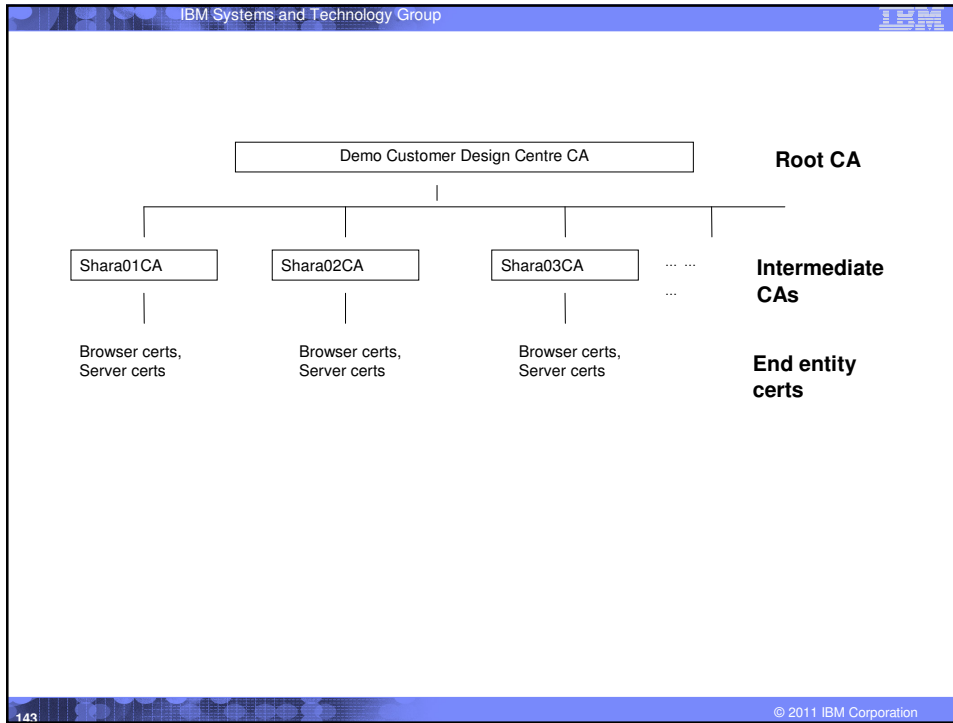 IBM Systems and Technology Group
IBM
Demo Customer Design Centre CA
Root CA
Shara01CA
Shara02CA
Shara03CA
... ...
...
Intermediate
CAs
Browser certs,
Server certs
Browser certs,
Server certs
Browser certs,
Server certs
End entity
certs
143
© 2011 IBM Corporation